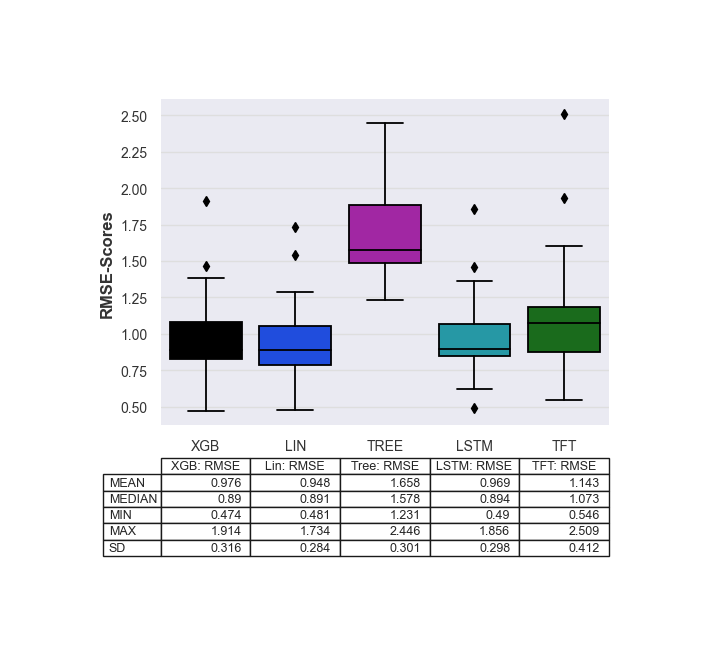 2.50
2.25
2.00
1.75
1.50
1.25
1.00
0.75
0.50
RMSE-Scores
XGB LIN TREE LSTM TFT
XGB: RMSE Lin: RMSE Tree: RMSE LSTM: RMSE TFT: RMSE
MEAN 0.976 0.948 1.658 0.969 1.143
MEDIAN 0.89 0.891 1.578 0.894 1.073
MIN 0.474 0.481 1.231 0.49 0.546
MAX 1.914 1.734 2.446 1.856 2.509
SD 0.316 0.284 0.301 0.298 0.412